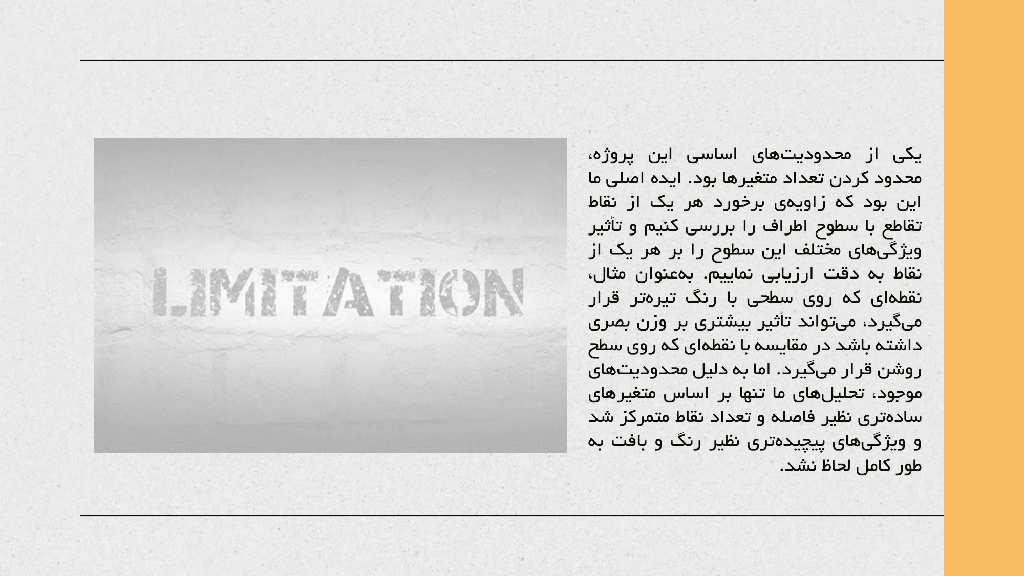 یکی از محدودیت‌های اساسی این پروژه،
محدود کردن تعداد متغیرها بود. ایده اصلی ما
این بود که زاویه‌ی برخورد هر یک از نقاط
تقاطع با سطوح اطراف را بررسی کنیم و تأثیر
ویژگی‌های مختلف این سطوح را بر هر یک از
نقاط به دقت ارزیابی نماییم. به‌عنوان مثال،
نقطه‌ای که روی سطحی با رنگ تیره‌تر قرار
می‌گیرد، می‌تواند تأثیر بیشتری بر وزن بصری
داشته باشد در مقایسه با نقطه‌ای که روی سطح
روشن قرار می‌گیرد. اما به دلیل محدودیت‌های
موجود، تحلیل‌های ما تنها بر اساس متغیرهای
ساده‌تری نظیر فاصله و تعداد نقاط متمرکز شد
و ویژگی‌های پیچیده‌تری نظیر رنگ و بافت به
طور کامل لحاظ نشد.
LIMITATION